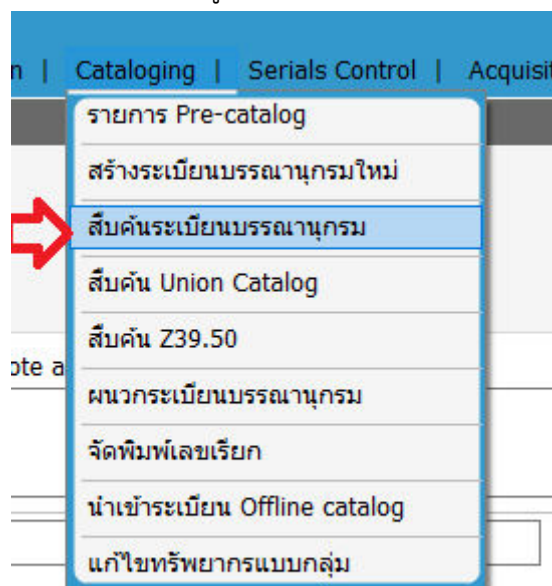 Cataloging | Serials Control |
รายการ Pre-catalog
สร้างระเบียนบรรณานุกรมใหม่
สืบค้นระเบียนบรรณานุกรม
สืบค้น Union Catalog
สืบค้น Z39.50
ผนวกระเบียนบรรณานุกรม
จัดพิมพ์เลขเรียก
นำเข้าระเบียน Offline catalog
แก้ไขทรัพยากรแบบกลุ่ม